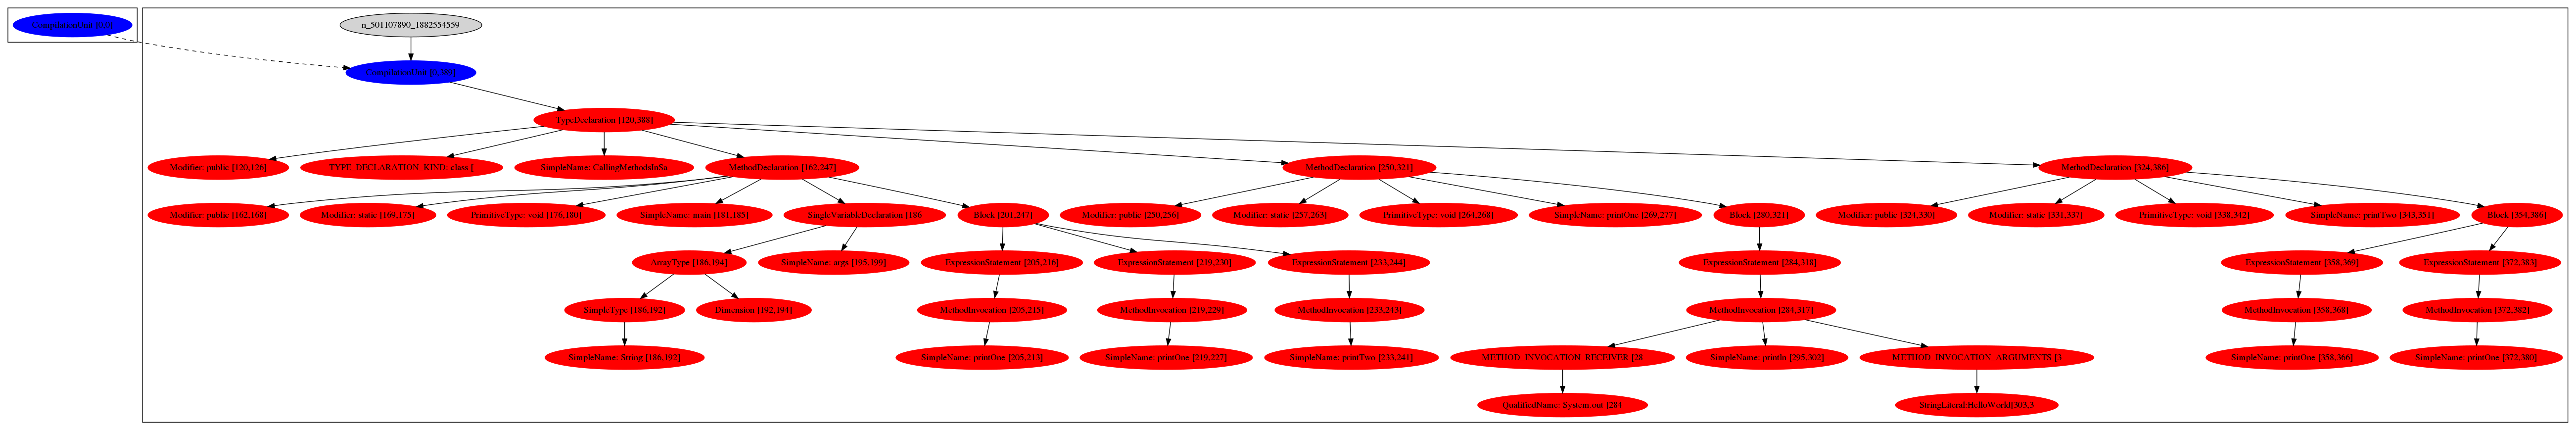 CompilationUnit [0,0]
n_501107890_1882554559
CompilationUnit [0,389]
TypeDeclaration [120,388]
Modifier: public [120,126]
TYPE_DECLARATION_KIND: class [
SimpleName: CallingMethodsInSa
MethodDeclaration [162,247]
MethodDeclaration [250,321]
MethodDeclaration [324,386]
Modifier: public [162,168]
Modifier: static [169,175]
PrimitiveType: void [176,180]
SimpleName: main [181,185]
SingleVariableDeclaration [186
Block [201,247]
Modifier: public [250,256]
Modifier: static [257,263]
PrimitiveType: void [264,268]
SimpleName: printOne [269,277]
Block [280,321]
Modifier: public [324,330]
Modifier: static [331,337]
PrimitiveType: void [338,342]
SimpleName: printTwo [343,351]
Block [354,386]
ArrayType [186,194]
SimpleName: args [195,199]
ExpressionStatement [205,216]
ExpressionStatement [219,230]
ExpressionStatement [233,244]
ExpressionStatement [284,318]
ExpressionStatement [358,369]
ExpressionStatement [372,383]
SimpleType [186,192]
Dimension [192,194]
MethodInvocation [205,215]
MethodInvocation [219,229]
MethodInvocation [233,243]
MethodInvocation [284,317]
MethodInvocation [358,368]
MethodInvocation [372,382]
SimpleName: String [186,192]
SimpleName: printOne [205,213]
SimpleName: printOne [219,227]
SimpleName: printTwo [233,241]
METHOD_INVOCATION_RECEIVER [28
SimpleName: println [295,302]
METHOD_INVOCATION_ARGUMENTS [3
SimpleName: printOne [358,366]
SimpleName: printOne [372,380]
QualifiedName: System.out [284
StringLiteral:HelloWorld[303,3